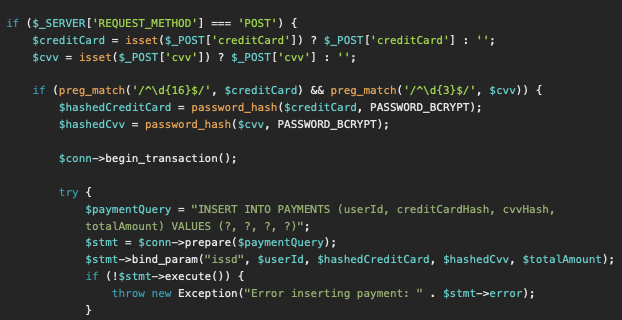 if ($_SERVER['REQUEST_METHOD'] === 'POST') {
$creditCard = isset($_POST['creditCard']) ? $_POST['creditCard'] : '';
$cvv = isset($_POST['cvv']) ? $_POST['cvv'] : '';
if (preg_match('/^\d{16}$/', $creditCard) && preg_match('/^\d{3}$/', $cvv)) {
$hashedCreditCard = password_hash($creditCard, PASSWORD_BCRYPT);
$hashedCvv = password_hash($cvv, PASSWORD_BCRYPT);
$conn->begin_transaction();
try {
$paymentQuery = "INSERT INTO PAYMENTS (userId, creditCardHash, cvvHash,
totalAmount) VALUES (?, ?, ?, ?)";
$stmt = $conn->prepare($paymentQuery);
$stmt->bind_param("issd", $userId, $hashedCreditCard, $hashedCvv, $totalAmount);
if (!$stmt->execute()) {
throw new Exception("Error inserting payment: " . $stmt->error);
}